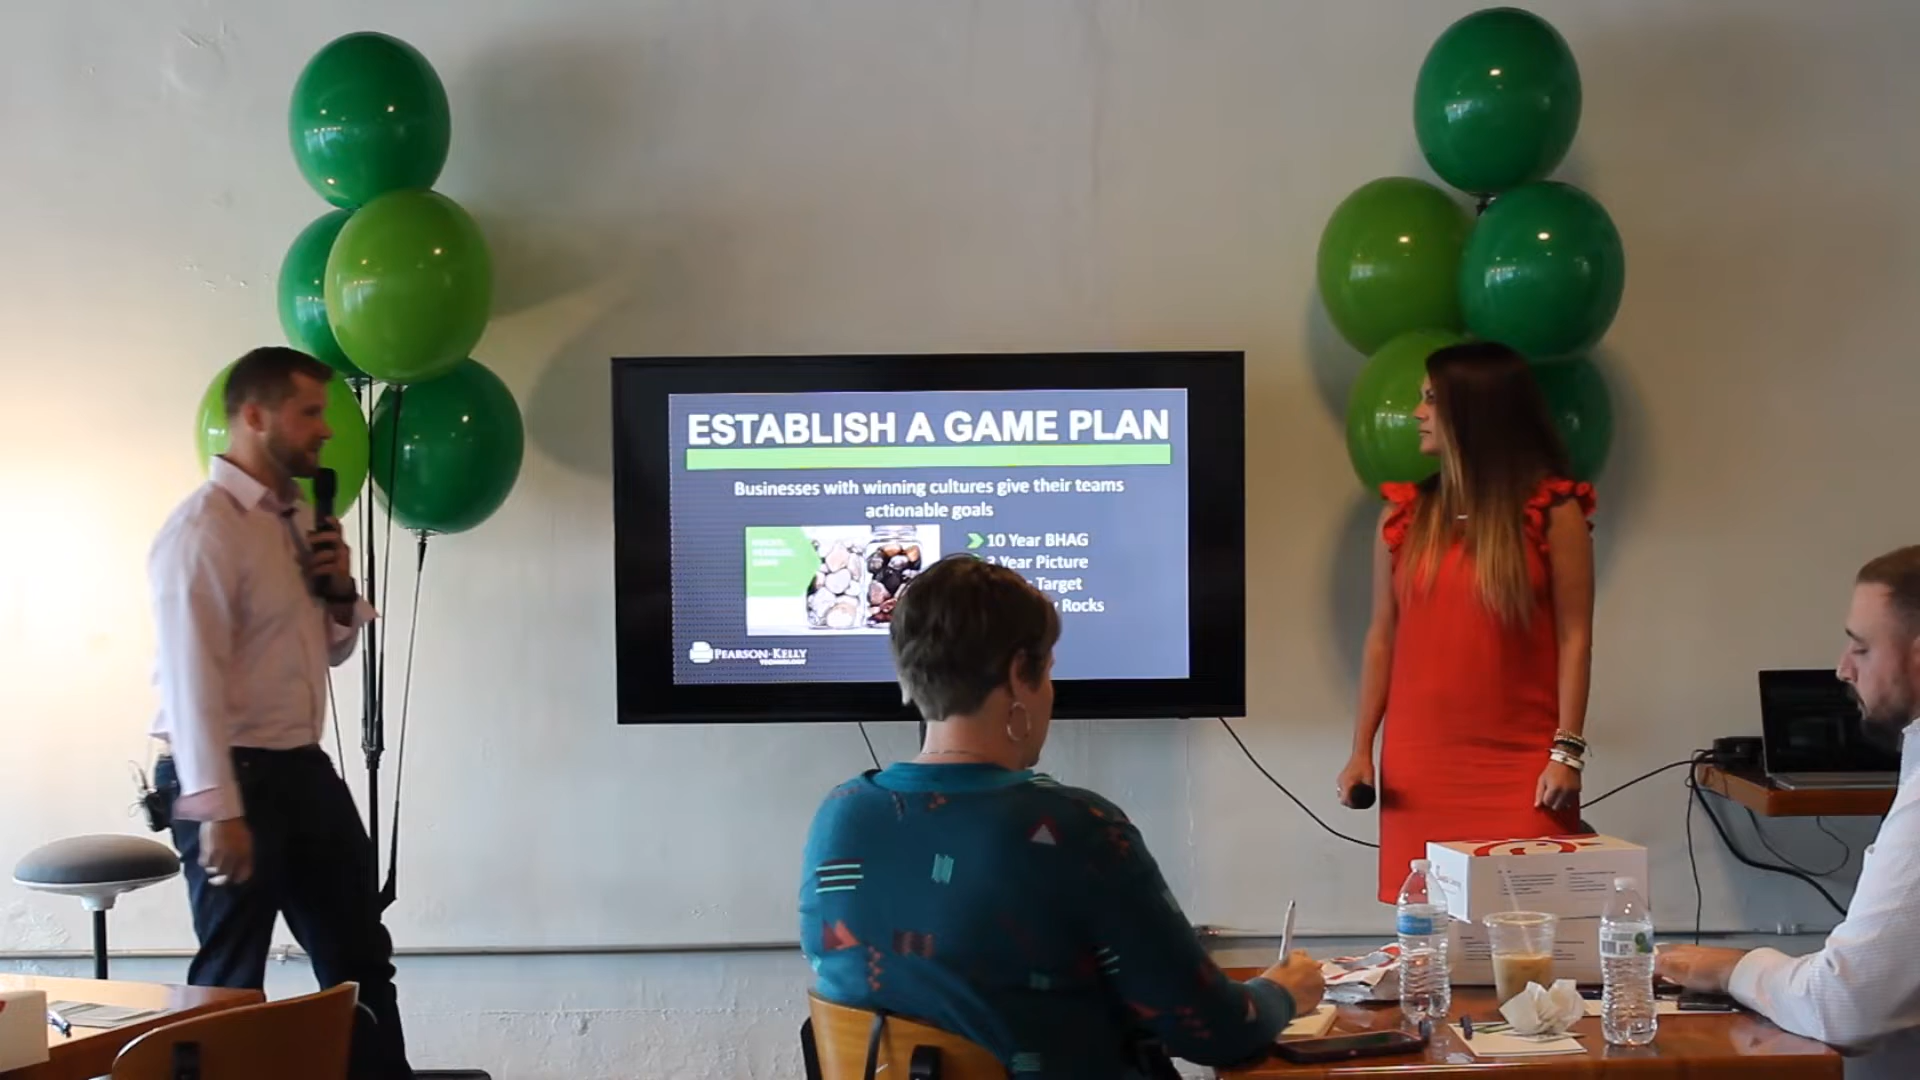 ESTABLISH A GAME PLAN
Businesses with winning cultures give their teams
actionable goals
10 Year BHAG
Year Picture
Target
Rocks
PEARSON-KELLY
TECHNOLOGY